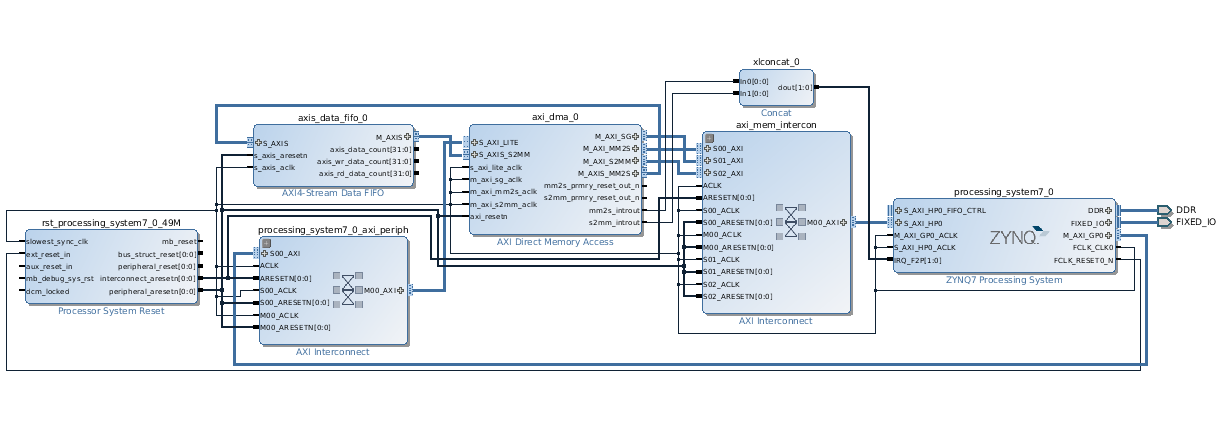 xlconcat_0
In0[0:0]
In1[0:0]
dout[1:0]
Concat
axis_data_fifo_0
S_AXIS
s_axis_aresetn
s_axis_aclk
M_AXIS
axis_data_count[31:0]
axis_wr_data_count[31:0]
axis_rd_data_count[31:0]
AXI4-Stream Data FIFO
axi_dma_0
S_AXI_LITE
S_AXIS_S2MM
s_axi_lite_aclk
m_axi_sg_aclk
m_axi_mm2s_aclk
m_axi_s2mm_aclk
axi_resetn
M_AXI_SG
M_AXI_MM2S
M_AXI_S2MM
M_AXIS_MM2S
mm2s_prmry_reset_out_n
s2mm_prmry_reset_out_n
mm2s_introut
s2mm_introut
AXI Direct Memory Access
axi_mem_intercon
S00_AXI
S01_AXI
S02_AXI
ACLK
ARESETN[0:0]
S00_ACLK
S00_ARESETN[0:0]
M00_ACLK
M00_ARESETN[0:0]
S01_ACLK
S01_ARESETN[0:0]
S02_ACLK
S02_ARESETN[0:0]
M00_AXI
AXI Interconnect
processing_system7_0
S_AXI_HP0_FIFO_CTRL
S_AXI_HP0
M_AXI_GP0_ACLK
S_AXI_HP0_ACLK
IRQ_F2P[1:0]
ZYNQ
DDR
FIXED_IO
M_AXI_GP0
FCLK_CLK0
FCLK_RESET0_N
ZYNQ7 Processing System
DDR
FIXED_IO
rst_processing_system7_0_49M
slowest_sync_clk
ext_reset_in
aux_reset_in
mb_debug_sys_rst
dcm_locked
mb_reset
bus_struct_reset[0:0]
peripheral_reset[0:0]
interconnect_aresetn[0:0]
peripheral_aresetn[0:0]
Processor System Reset
processing_system7_0_axi_periph
S00_AXI
ACLK
ARESETN[0:0]
S00_ACLK
S00_ARESETN[0:0]
M00_ACLK
M00_ARESETN[0:0]
M00_AXI
AXI Interconnect